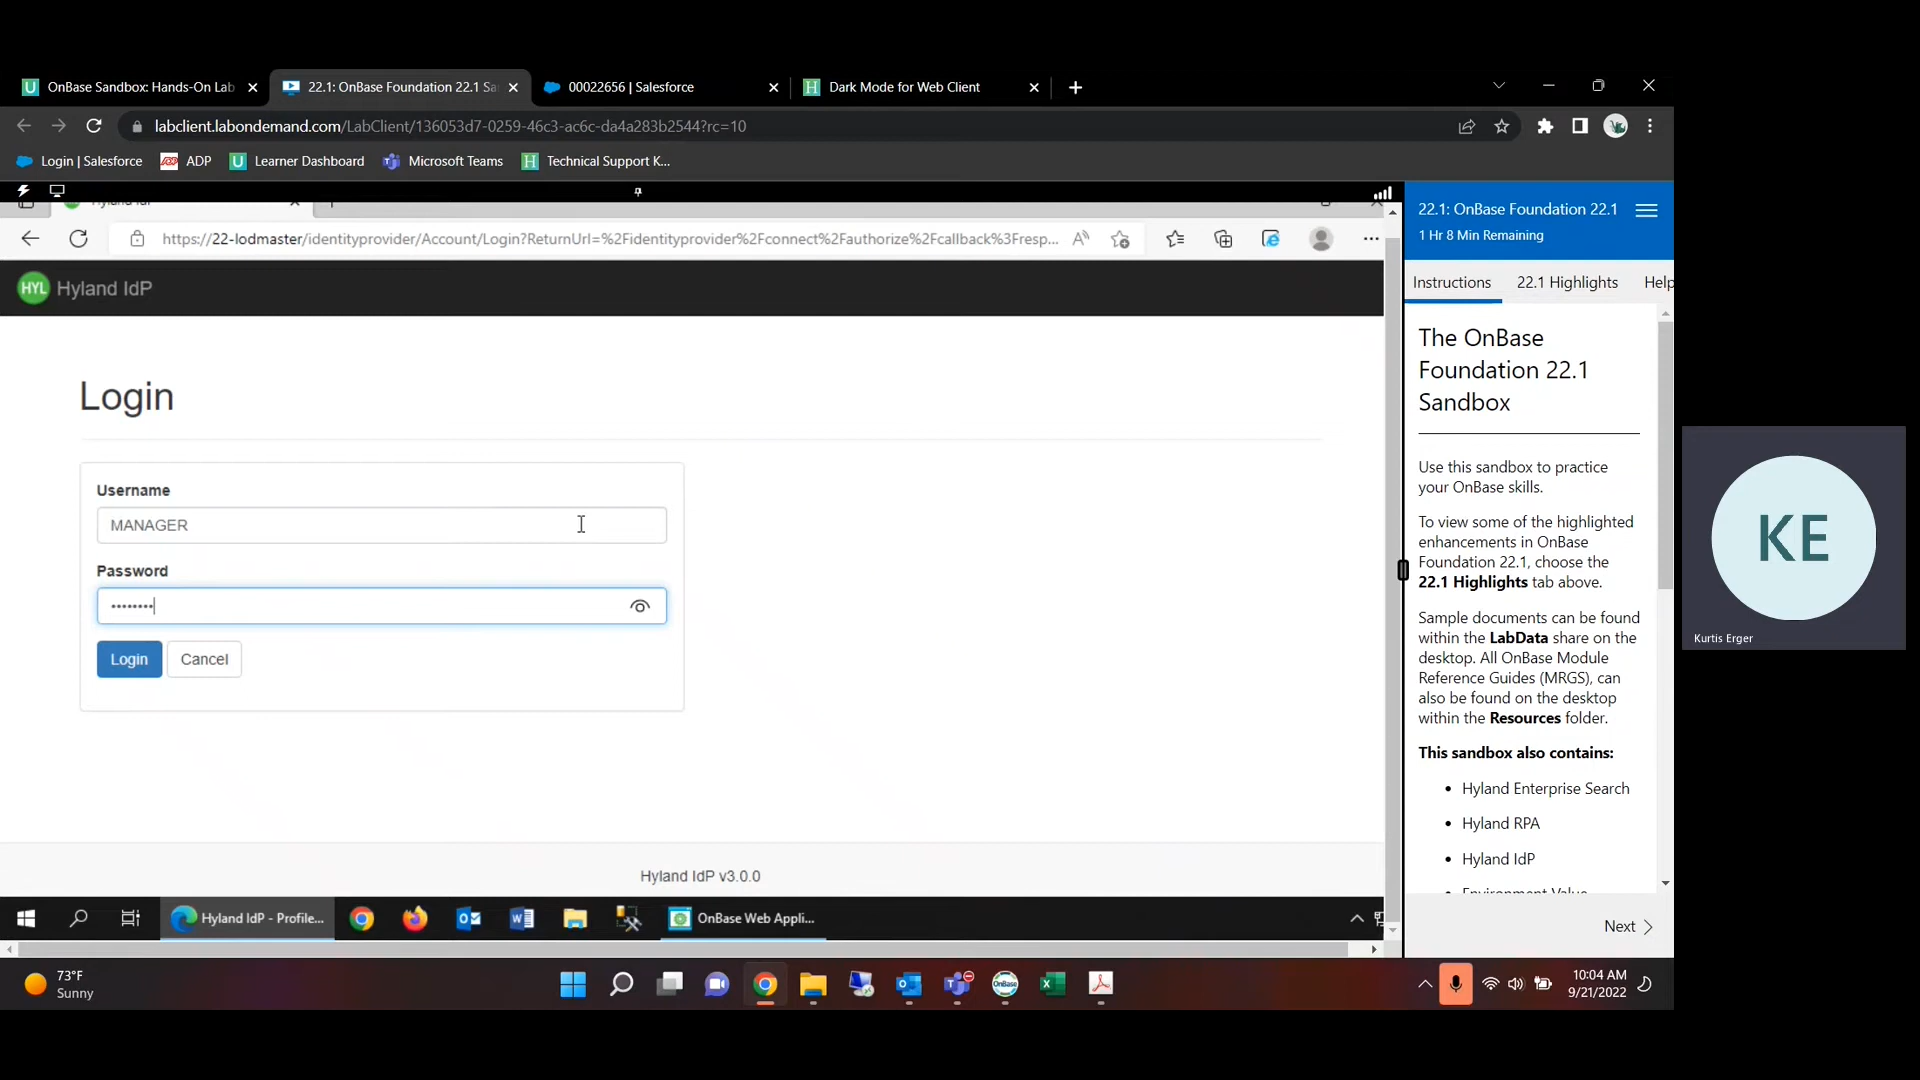 OnBase Sandbox: Hands-On Lab
22.1: OnBase Foundation 22.1 Sa
00022656 | Salesforce
Dark Mode for Web Client
labclient.labondemand.com/LabClient/136053d7-0259-46c3-ac6c-da4a283b2544?rc=10
Login | Salesforce
ADP
Learner Dashboard
Microsoft Teams
Technical Support K...
https://22-lodmaster/identityprovider/Account/Login?ReturnUrl=%2Fidentityprovider%2Fconnect%2Fauthorize%2Fcallback%3Fresp...
HYL Hyland IdP
Login
Username
MANAGER
Password
••••••••
Login
Cancel
Hyland IdP v3.0.0
Hyland IdP - Profile...
OnBase Web Appli...
22.1: OnBase Foundation 22.1
1 Hr 8 Min Remaining
Instructions
22.1 Highlights
Help
The OnBase
Foundation 22.1
Sandbox
Use this sandbox to practice
your OnBase skills.
To view some of the highlighted
enhancements in OnBase
Foundation 22.1, choose the
22.1 Highlights tab above.
Sample documents can be found
within the LabData share on the
desktop. All OnBase Module
Reference Guides (MRGS), can
also be found on the desktop
within the Resources folder.
This sandbox also contains:
• Hyland Enterprise Search
• Hyland RPA
• Hyland IdP
• Environment Value
Next
KE
Kurtis Erger
73°F
Sunny
OnBase
10:04 AM
9/21/2022